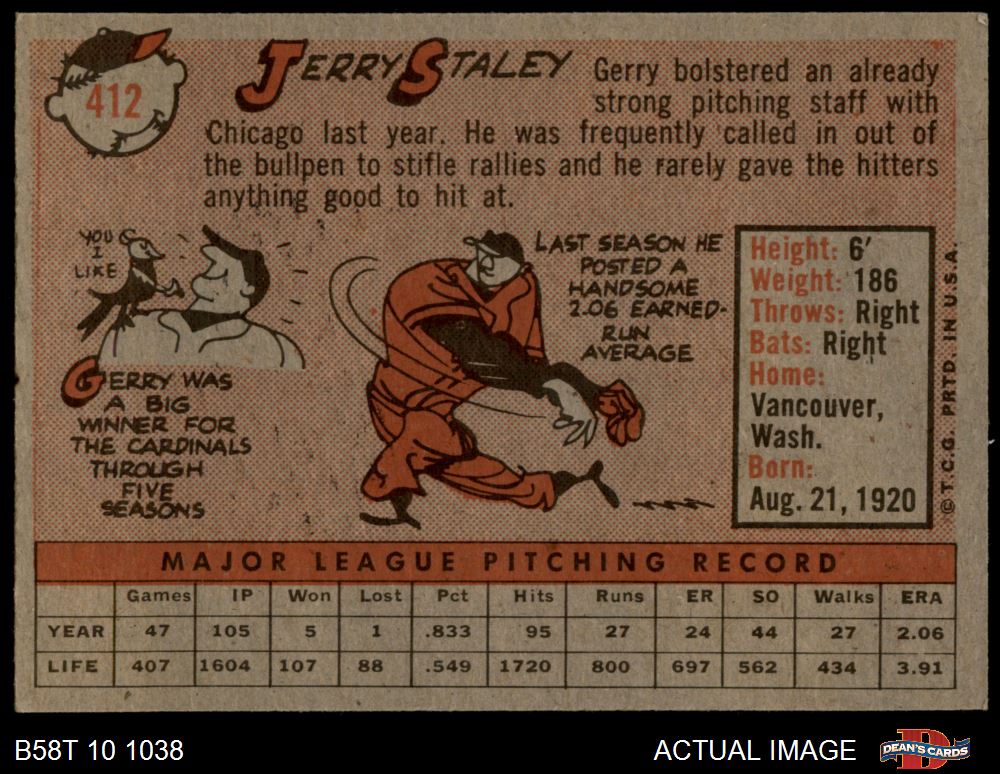 412
JERRY STALEY
Gerry bolstered an already
strong pitching staff with
Chicago last year. He was frequently called in out of
the bullpen to stifle rallies and he rarely gave the hitters
anything good to hit at.
YOU
I
LIKE
GERRY WAS
A BIG
WINNER FOR
THE CARDINALS
THROUGH
FIVE
SEASONS
LAST SEASON HE
POSTED A
HANDSOME
2.06 EARNED-
RUN
AVERAGE
Height: 6'
Weight: 186
Throws: Right
Bats: Right
Home:
Vancouver,
Wash.
Born:
Aug. 21, 1920
© T.C.G. PRTD. IN U.S.A.
MAJOR LEAGUE PITCHING RECORD
Games IP Won Lost Pct Hits Runs ER SO Walks ERA
YEAR 47 105 5 1 .833 95 27 24 44 27 2.06
LIFE 407 1604 107 88 .549 1720 800 697 562 434 3.91
B58T 10 1038
ACTUAL IMAGE
DEAN'S CARDS